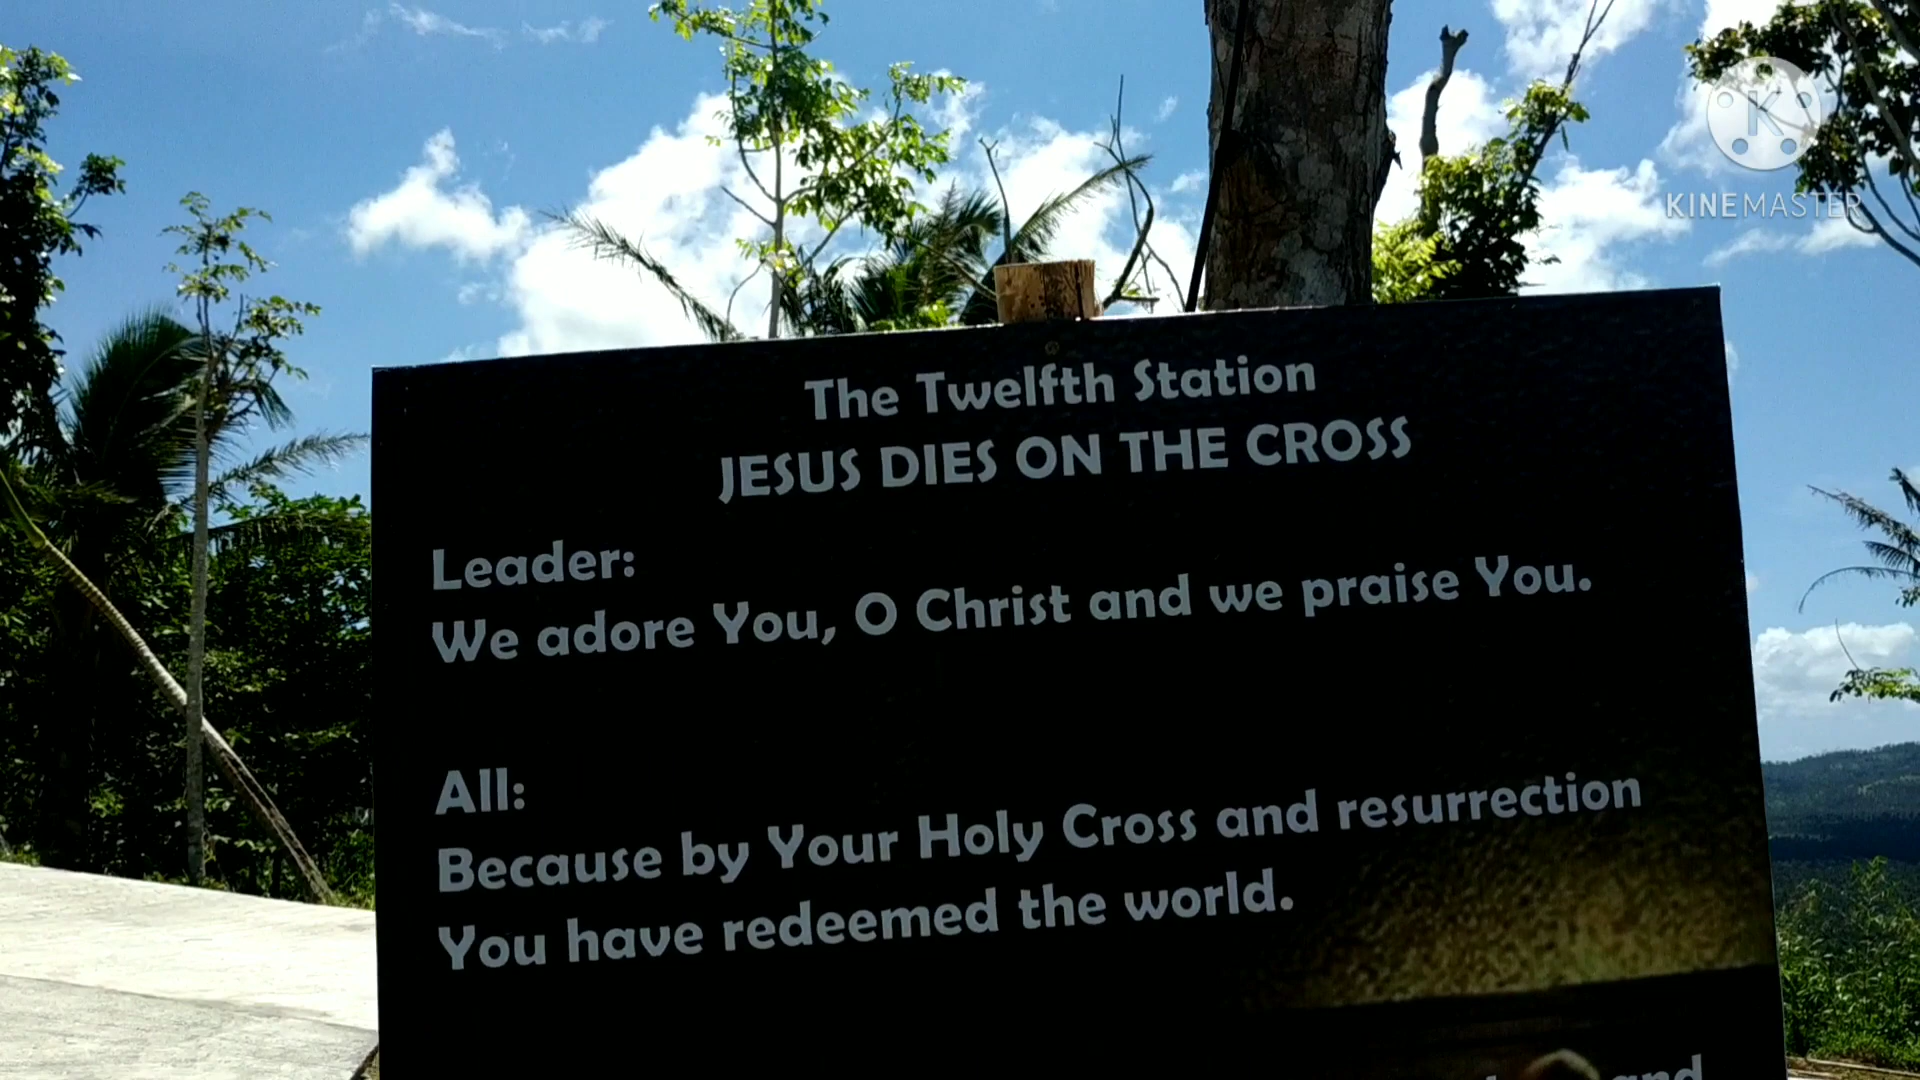 KINEMASTER
The Twelfth Station
JESUS DIES ON THE CROSS
Leader:
We adore You, O Christ and we praise You.
All:
Because by Your Holy Cross and resurrection
You have redeemed the world.
and